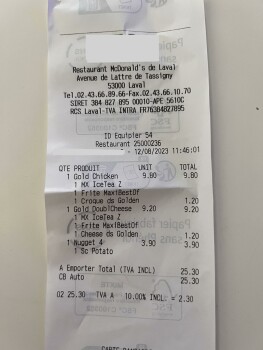 Restaurant McDonald's de Laval
Avenue de Lattre de Tassigny
53000 Laval
Tel.02.43.66.89.66-Fax.02.43.66.10.70
SIRET 384 827 895 00010-APE 5610C
RCS Laval-TVA INTRA FR76384827895
ID Equipier 54
Restaurant 25000236
12/08/2023 11:46:01
QTE PRODUIT UNIT TOTAL
1 Gold Chicken 9.80 9.80
1 MX IceTea Z
1 Frite MaxiBestOf
1 Croque ds Golden 1.20
1 Gold DoublCheese 9.20 9.20
1 MX IceTea Z
1 Frite MaxiBestOf
1 Cheese ds Golden 1.20
1 Nugget 4 3.90 3.90
1 Sc Potato
A Emporter Total (TVA INCL) 25.30
CB Auto 25.30
02 25.30 TVA A 10.00% INCL: = 2.30